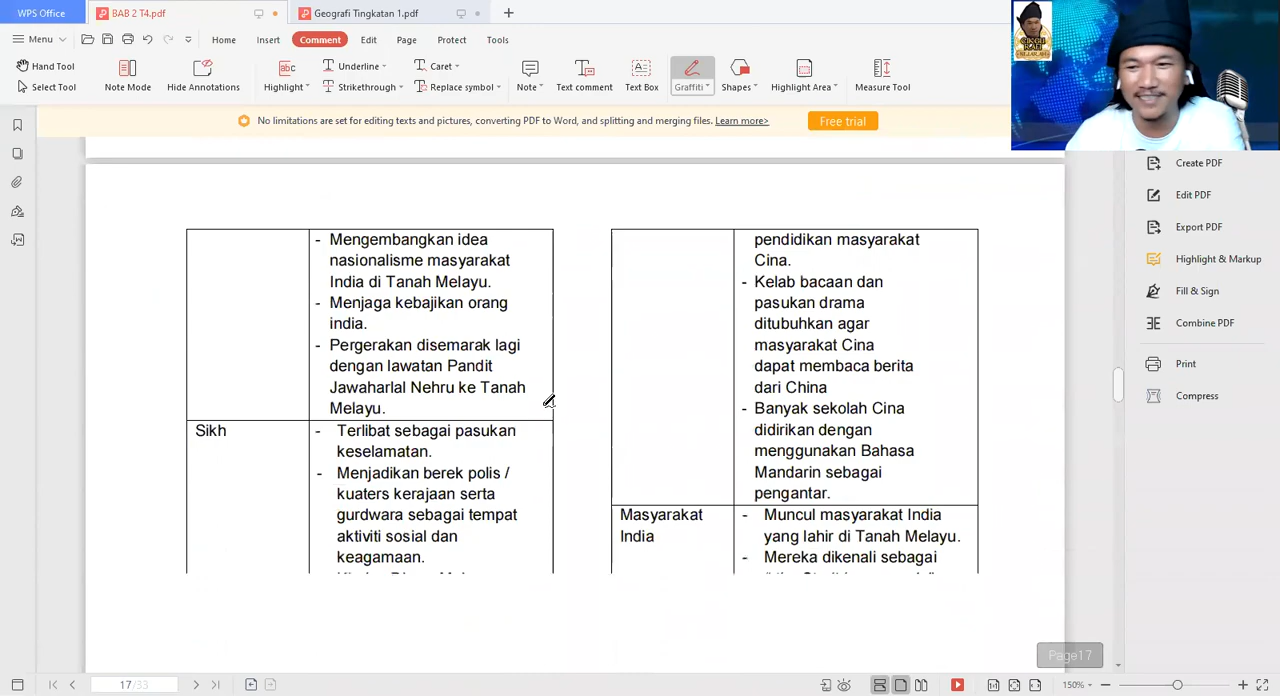 WPS Office
BAB 2 T4.pdf
Geografi Tingkatan 1.pdf
Menu
Home
Insert
Comment
Edit
Page
Protect
Tools
Hand Tool
Select Tool
Note Mode
Hide Annotations
Highlight
Underline
Strikethrough
Caret
Replace symbol
Note
Text comment
Text Box
Graffiti
Shapes
Highlight Area
Measure Tool
No limitations are set for editing texts and pictures, converting PDF to Word, and splitting and merging files. Learn more>
Free trial
Create PDF
Edit PDF
Export PDF
Highlight & Markup
Fill & Sign
Combine PDF
Print
Compress
- Mengembangkan idea
nasionalisme masyarakat
India di Tanah Melayu.
- Menjaga kebajikan orang
india.
- Pergerakan disemarak lagi
dengan lawatan Pandit
Jawaharlal Nehru ke Tanah
Melayu.
Sikh
- Terlibat sebagai pasukan
keselamatan.
- Menjadikan berek polis /
kuaters kerajaan serta
gurdwara sebagai tempat
aktiviti sosial dan
keagamaan.
pendidikan masyarakat
Cina.
- Kelab bacaan dan
pasukan drama
ditubuhkan agar
masyarakat Cina
dapat membaca berita
dari China
- Banyak sekolah Cina
didirikan dengan
menggunakan Bahasa
Mandarin sebagai
pengantar.
Masyarakat
India
- Muncul masyarakat India
yang lahir di Tanah Melayu.
- Mereka dikenali sebagai
Page17
17/33
150%